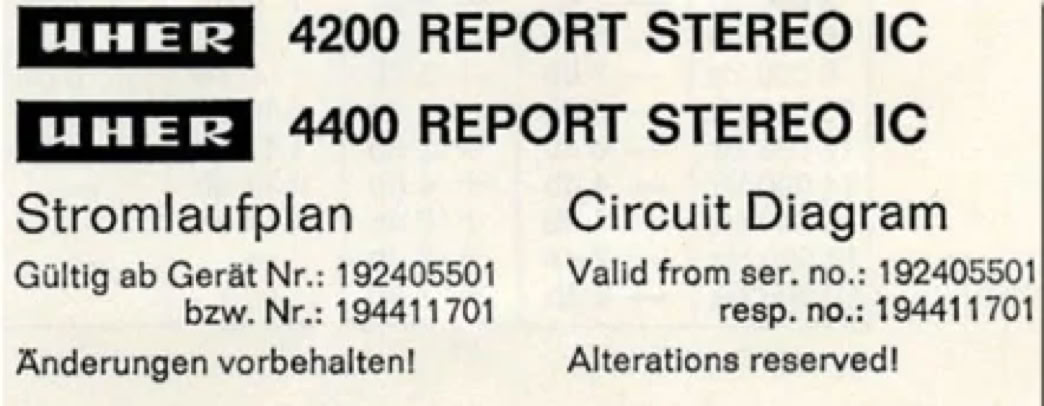 UHER 4200 REPORT STEREO IC
UHER 4400 REPORT STEREO IC
Stromlaufplan
Gültig ab Gerät Nr.: 192405501
bzw. Nr.: 194411701
Änderungen vorbehalten!
Circuit Diagram
Valid from ser. no.: 192405501
resp. no.: 194411701
Alterations reserved!